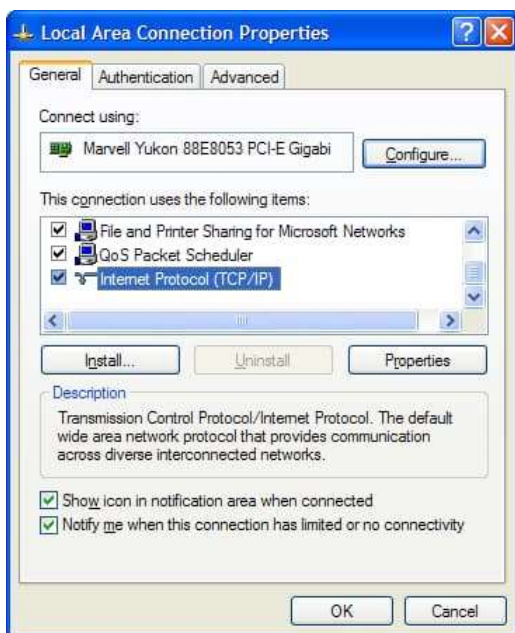 Local Area Connection Properties
General Authentication Advanced
Connect using:
Marvell Yukon 88E8053 PCI-E Gigabi
Configure...
This connection uses the following items:
File and Printer Sharing for Microsoft Networks
QoS Packet Scheduler
Internet Protocol (TCP/IP)
Install... Uninstall Properties
Description
Transmission Control Protocol/Internet Protocol. The default
wide area network protocol that provides communication
across diverse interconnected networks.
Show icon in notification area when connected
Notify me when this connection has limited or no connectivity
OK Cancel